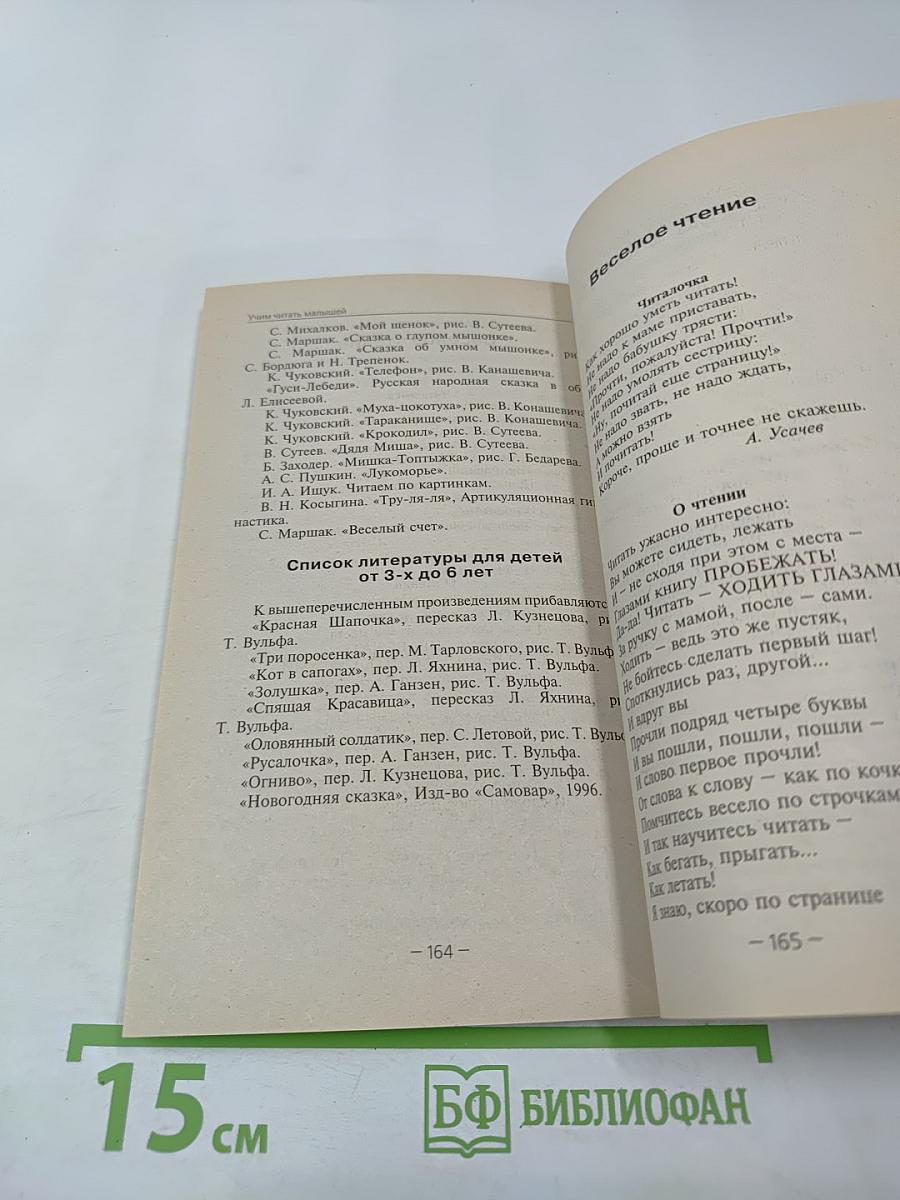 Учим читать малышей
С. Михалков. «Мой щенок», рис. В. Сутеева.
С. Маршак. «Сказка о глупом мышонке».
С. Маршак. «Сказка об умном мышонке»,
С. Бордюга и Н. Трепенок.
К. Чуковский. «Телефон», рис. В. Канашевича.
«Гуси-Лебеди». Русская народная сказка в
Л. Елисеевой.
К. Чуковский. «Муха-цокотуха», рис. В. Конашевича
К. Чуковский. «Тараканище», рис. В. Конашевича.
К. Чуковский. «Крокодил», рис. В. Сутеева.
В. Сутеев. «Дядя Миша», рис. В. Сутеева.
Б. Заходер. «Мишка-Топтыжка», рис. Г. Бедарева.
А. С. Пушкин. «Лукоморье».
И. А. Ищук. Читаем по картинкам.
В. Н. Косыгина. «Тру-ля-ля», Артикуляционная
настика.
С. Маршак. «Веселый счет».
Список литературы для детей
от 3-х до 6 лет
К вышеперечисленным произведениям прибавляютс
«Красная Шапочка», пересказ Л. Кузнецова,
Т. Вульфа.
«Три поросенка», пер. М. Тарловского, рис. Т. Вульф
«Кот в сапогах», пер. Л. Яхнина, рис. Т. Вульфа.
«Золушка», пер. А. Ганзен, рис. Т. Вульфа.
«Спящая Красавица», пересказ Л. Яхнина,
Т. Вульфа.
«Оловянный солдатик», пер. С. Летовой, рис. Т. Вульф
«Русалочка», пер. А. Ганзен, рис. Т. Вульфа.
«Огниво», пер. Л. Кузнецова, рис. Т. Вульфа.
«Новогодняя сказка», Изд-во «Самовар», 1996.
– 164 –
Веселое чтение
Читалочка
Как хорошо уметь читать!
Не надо к маме приставать,
Не надо бабушку трясти:
«Прочти, пожалуйста! Прочти!»
Не надо умолять сестрицу:
«Ну, почитай еще страницу!»
Не надо звать, не надо ждать,
А можно взять
И почитать!
Короче, проще и точнее не скажешь.
А. Усачев
О чтении
Читать ужасно интересно:
Вы можете сидеть, лежать
И – не сходя при этом с места –
Глазами книгу ПРОБЕЖАТЬ!
Да-да! Читать – ХОДИТЬ ГЛАЗАМИ
За ручку с мамой, после – сами.
Ходить – ведь это же пустяк,
Не бойтесь сделать первый шаг!
Споткнулись раз, другой...
И вдруг вы
Прочли подряд четыре буквы
И вы пошли, пошли, пошли –
И слово первое прочли!
От слова к слову – как по кочк
Помчитесь весело по строчкам
И так научитесь читать –
Как бегать, прыгать...
Как летать!
Я знаю, скоро по странице
– 165 –
15 см
БФ БИБЛИОФАН